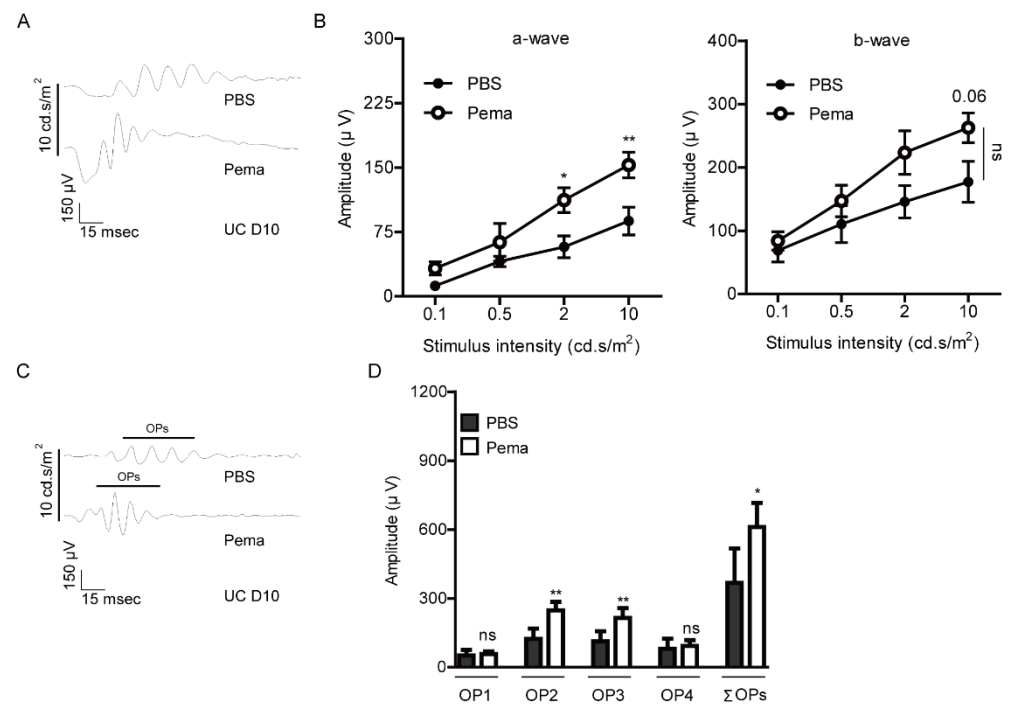 A
10 cd.s/m²
PBS
Pema
150 µV
15 msec
UC D10
B
a-wave
PBS
Pema
300
225
150
75
0
Amplitude (µ V)
*
**
0.1 0.5 2 10
Stimulus intensity (cd.s/m²)
b-wave
PBS
Pema
400
300
200
100
0
Amplitude (µ V)
0.06
ns
0.1 0.5 2 10
Stimulus intensity (cd.s/m²)
C
OPs
10 cd.s/m²
PBS
OPs
Pema
150 µV
15 msec
UC D10
D
PBS
Pema
1200
900
600
300
0
Amplitude (µ V)
ns
**
**
ns
*
OP1 OP2 OP3 OP4 ΣOPs